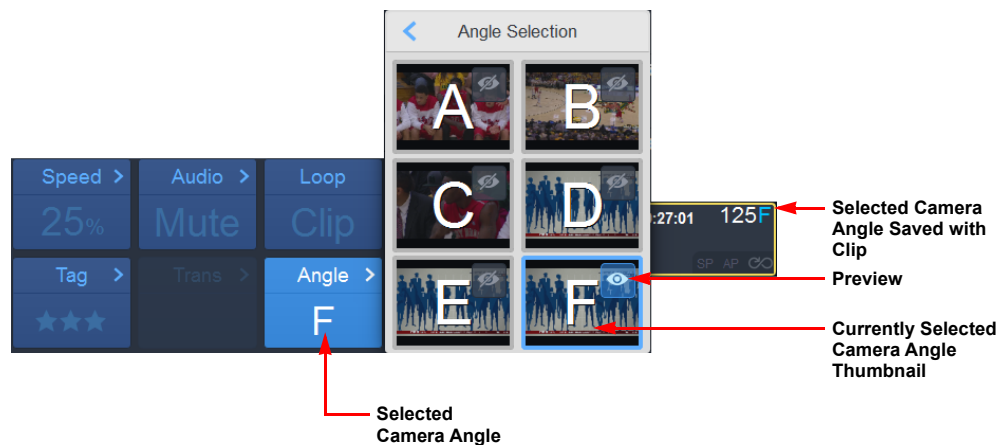 Angle Selection
A
B
C
D
E
F
Speed >
Audio >
Loop
25%
Mute
Clip
Tag >
Trans >
Angle >
F
:27:01
125F
SP AP
Selected Camera
Angle Saved with
Clip
Preview
Currently Selected
Camera Angle
Thumbnail
Selected
Camera Angle